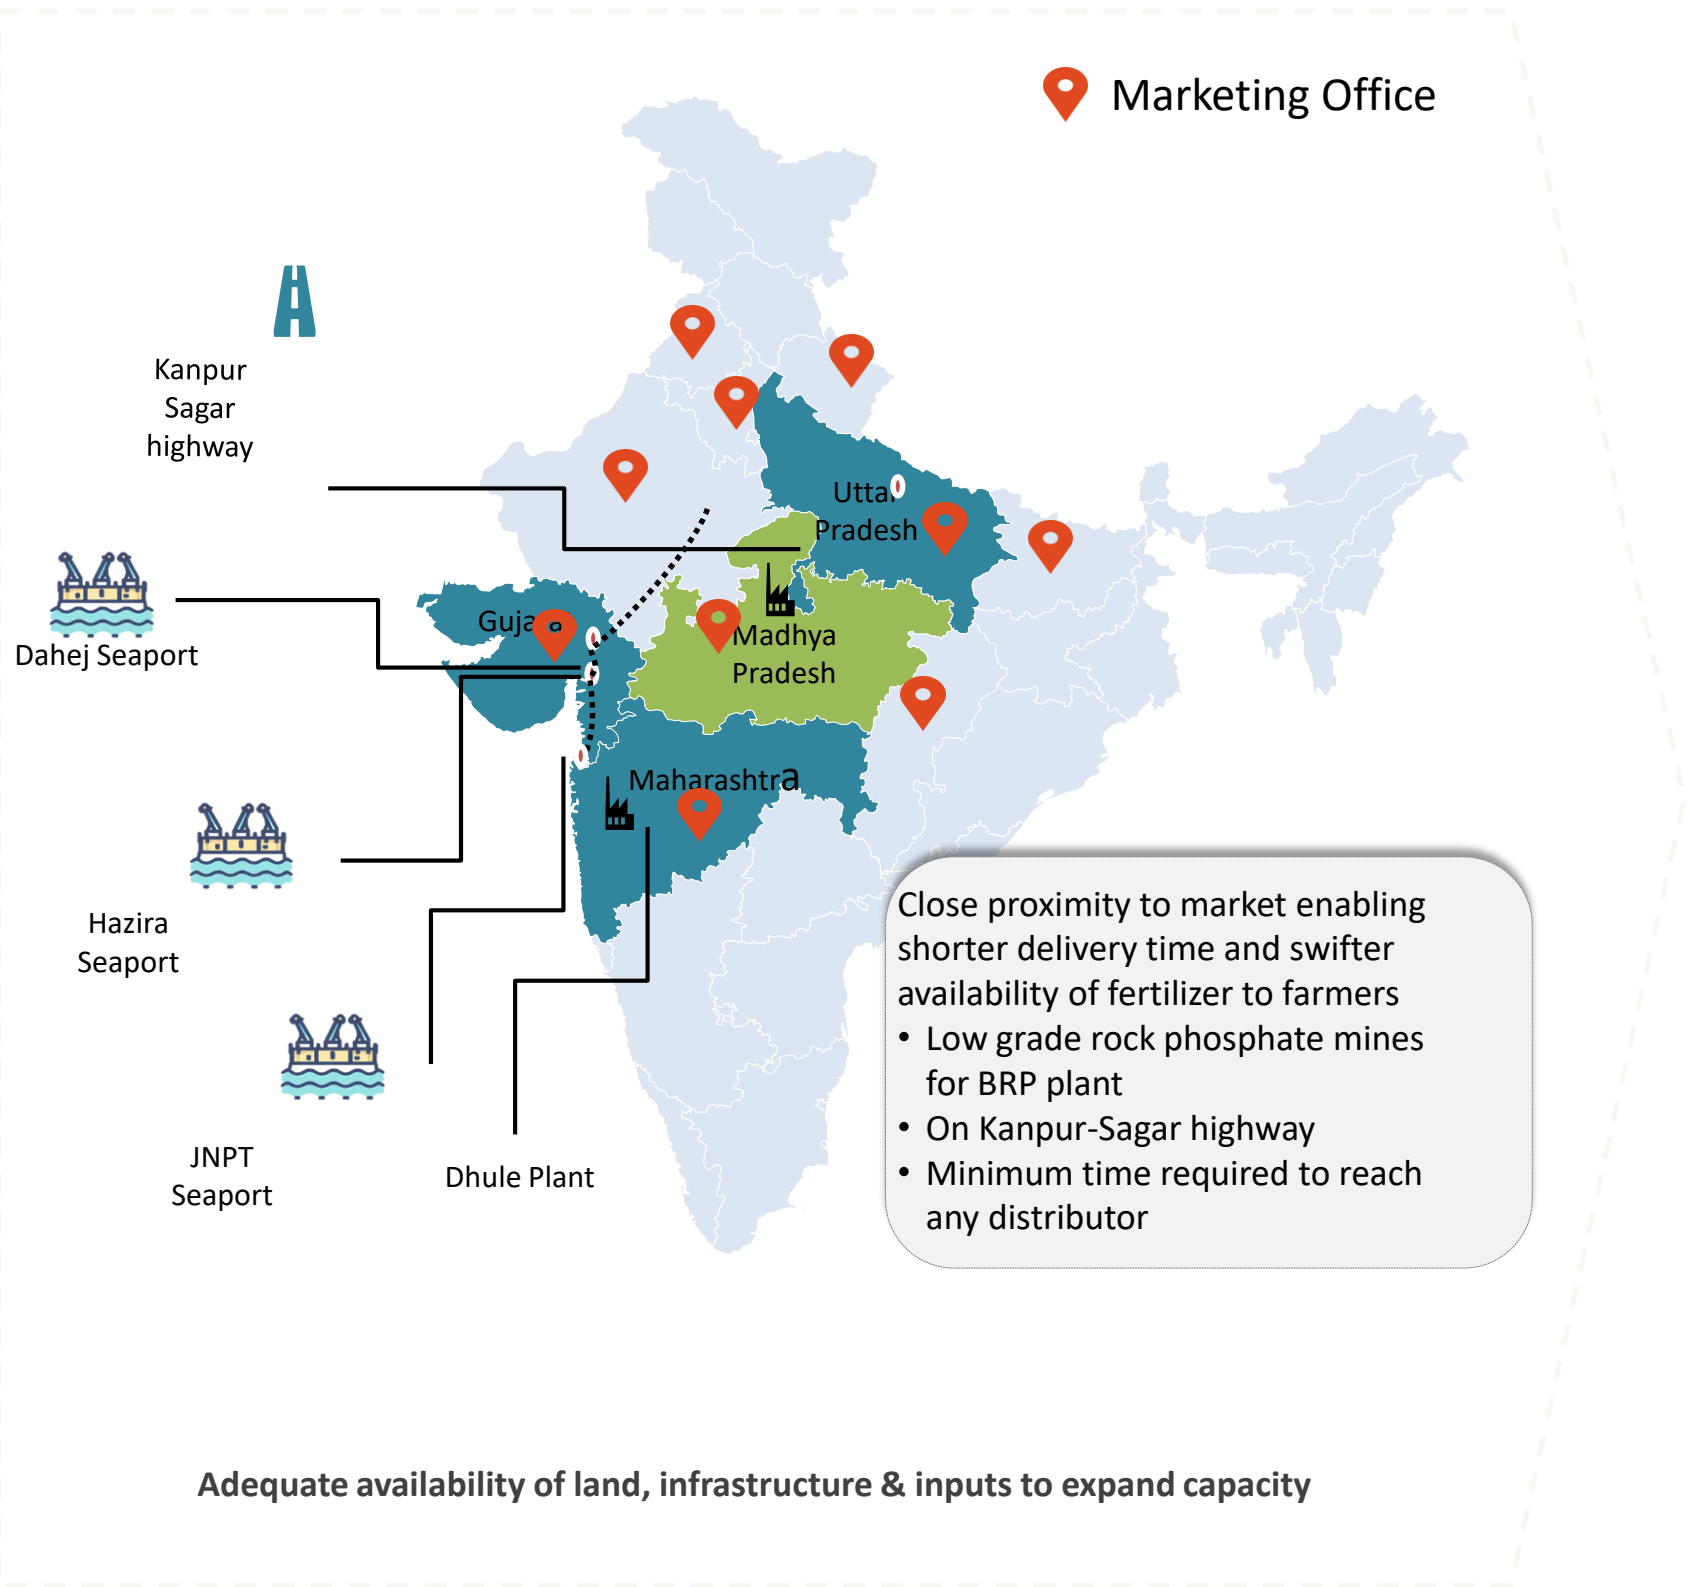 Marketing Office
Kanpur
Sagar
highway
Uttar
Pradesh
Dahej Seaport
Gujarat
Madhya
Pradesh
Maharashtra
Hazira
Seaport
JNPT
Seaport
Dhule Plant
Close proximity to market enabling
shorter delivery time and swifter
availability of fertilizer to farmers
• Low grade rock phosphate mines
for BRP plant
• On Kanpur-Sagar highway
• Minimum time required to reach
any distributor
Adequate availability of land, infrastructure & inputs to expand capacity